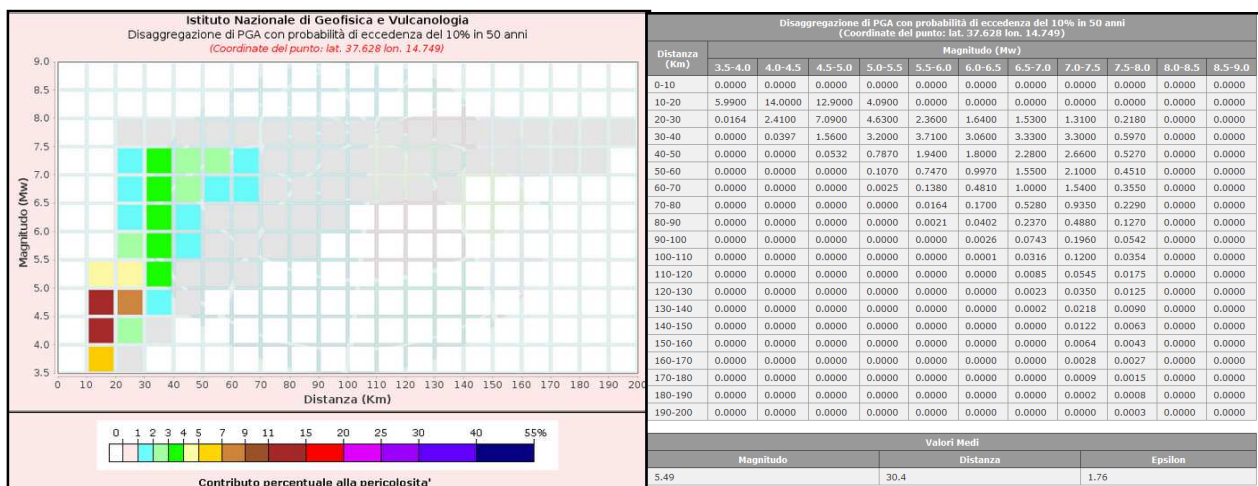 Istituto Nazionale di Geofisica e Vulcanologia
Disaggregazione di PGA con probabilità di eccedenza del 10% in 50 anni
(Coordinate del punto: lat. 37.628 lon. 14.749)
Magnitudo (Mw)
9.0
8.5
8.0
7.5
7.0
6.5
6.0
5.5
5.0
4.5
4.0
3.5
0 10 20 30 40 50 60 70 80 90 100 110 120 130 140 150 160 170 180 190 200
Distanza (Km)
0 1 2 3 4 5 7 9 11 15 20 25 30 40 55%
Contributo percentuale alla pericolosita'
Disaggregazione di PGA con probabilità di eccedenza del 10% in 50 anni
(Coordinate del punto: lat. 37.628 lon. 14.749)
Distanza (Km) Magnitudo (Mw)
3.5-4.0 4.0-4.5 4.5-5.0 5.0-5.5 5.5-6.0 6.0-6.5 6.5-7.0 7.0-7.5 7.5-8.0 8.0-8.5 8.5-9.0
0-10 0.0000 0.0000 0.0000 0.0000 0.0000 0.0000 0.0000 0.0000 0.0000 0.0000 0.0000
10-20 5.9900 14.0000 12.9000 4.0900 0.0000 0.0000 0.0000 0.0000 0.0000 0.0000 0.0000
20-30 0.0164 2.4100 7.0900 4.6300 2.3600 1.6400 1.5300 1.3100 0.2180 0.0000 0.0000
30-40 0.0000 0.0397 1.5600 3.2000 3.7100 3.0600 3.3300 3.3000 0.5970 0.0000 0.0000
40-50 0.0000 0.0000 0.0532 0.7870 1.9400 1.8000 2.2800 2.6600 0.5270 0.0000 0.0000
50-60 0.0000 0.0000 0.0000 0.1070 0.7470 0.9970 1.5500 2.1000 0.4510 0.0000 0.0000
60-70 0.0000 0.0000 0.0000 0.0025 0.1380 0.4810 1.0000 1.5400 0.3550 0.0000 0.0000
70-80 0.0000 0.0000 0.0000 0.0000 0.0164 0.1700 0.5280 0.9350 0.2290 0.0000 0.0000
80-90 0.0000 0.0000 0.0000 0.0000 0.0021 0.0402 0.2370 0.4880 0.1270 0.0000 0.0000
90-100 0.0000 0.0000 0.0000 0.0000 0.0000 0.0026 0.0743 0.1960 0.0542 0.0000 0.0000
100-110 0.0000 0.0000 0.0000 0.0000 0.0000 0.0001 0.0316 0.1200 0.0354 0.0000 0.0000
110-120 0.0000 0.0000 0.0000 0.0000 0.0000 0.0000 0.0085 0.0545 0.0175 0.0000 0.0000
120-130 0.0000 0.0000 0.0000 0.0000 0.0000 0.0000 0.0023 0.0350 0.0125 0.0000 0.0000
130-140 0.0000 0.0000 0.0000 0.0000 0.0000 0.0000 0.0002 0.0218 0.0090 0.0000 0.0000
140-150 0.0000 0.0000 0.0000 0.0000 0.0000 0.0000 0.0000 0.0122 0.0063 0.0000 0.0000
150-160 0.0000 0.0000 0.0000 0.0000 0.0000 0.0000 0.0000 0.0064 0.0043 0.0000 0.0000
160-170 0.0000 0.0000 0.0000 0.0000 0.0000 0.0000 0.0000 0.0028 0.0027 0.0000 0.0000
170-180 0.0000 0.0000 0.0000 0.0000 0.0000 0.0000 0.0000 0.0009 0.0015 0.0000 0.0000
180-190 0.0000 0.0000 0.0000 0.0000 0.0000 0.0000 0.0000 0.0002 0.0008 0.0000 0.0000
190-200 0.0000 0.0000 0.0000 0.0000 0.0000 0.0000 0.0000 0.0000 0.0003 0.0000 0.0000
Valori Medi
Magnitudo Distanza Epsilon
5.49 30.4 1.76